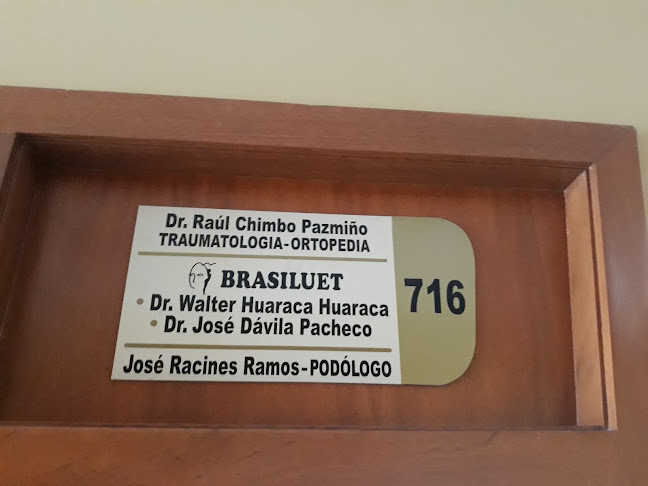 Dr. Raúl Chimbo Pazmiño
TRAUMATOLOGIA-ORTOPEDIA
BRASILUET
• Dr. Walter Huaraca Huaraca
• Dr. José Dávila Pacheco
José Racines Ramos-PODÓLOGO
716